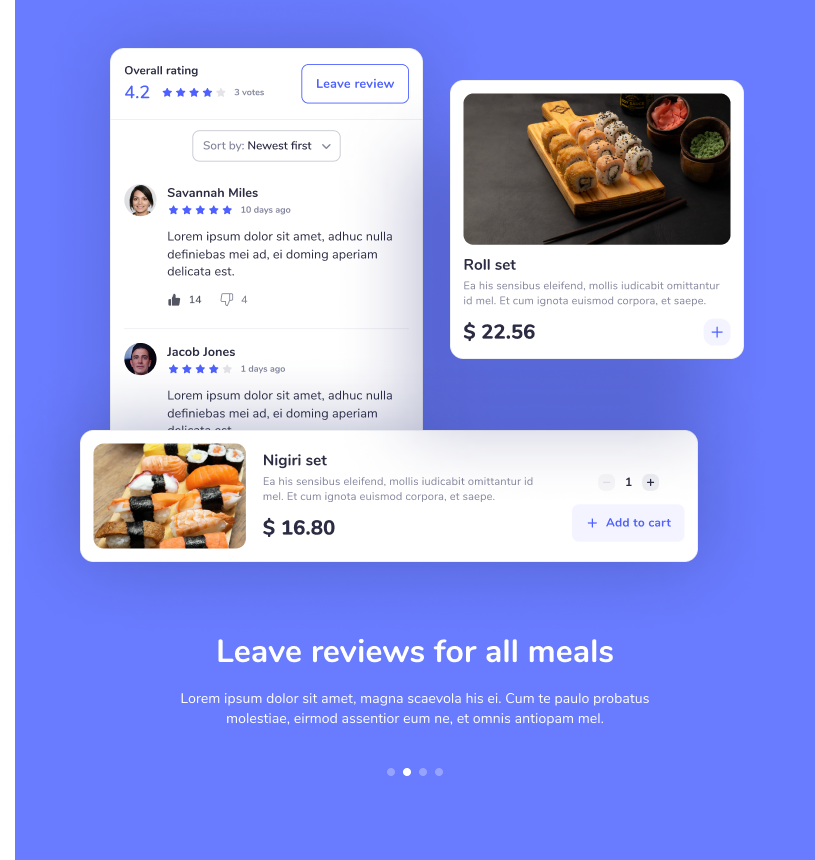 Overall rating
4.2
3 votes
Leave review
Sort by: Newest first
Savannah Miles
10 days ago
Lorem ipsum dolor sit amet, adhuc nulla
definiebas mei ad, ei doming aperiam
delicata est.
14
4
Jacob Jones
1 days ago
Lorem ipsum dolor sit amet, adhuc nulla
definiebas mei ad, ei doming aperiam
delicata est.
Roll set
Ea his sensibus eleifend, mollis iudicabit omittantur
id mel. Et cum ignota euismod corpora, et saepe.
$ 22.56
Nigiri set
Ea his sensibus eleifend, mollis iudicabit omittantur id
mel. Et cum ignota euismod corpora, et saepe.
$ 16.80
1
Add to cart
Leave reviews for all meals
Lorem ipsum dolor sit amet, magna scaevola his ei. Cum te paulo probatus
molestiae, eirmod assentior eum ne, et omnis antiopam mel.